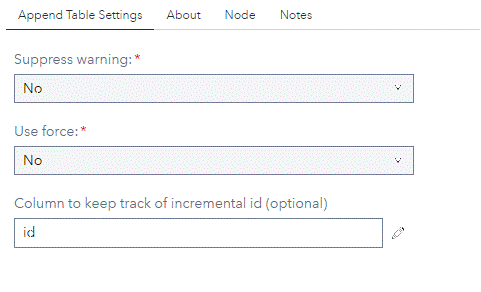 Append Table Settings About Node Notes
Suppress warning:*
No
Use force:*
No
Column to keep track of incremental id (optional)
id